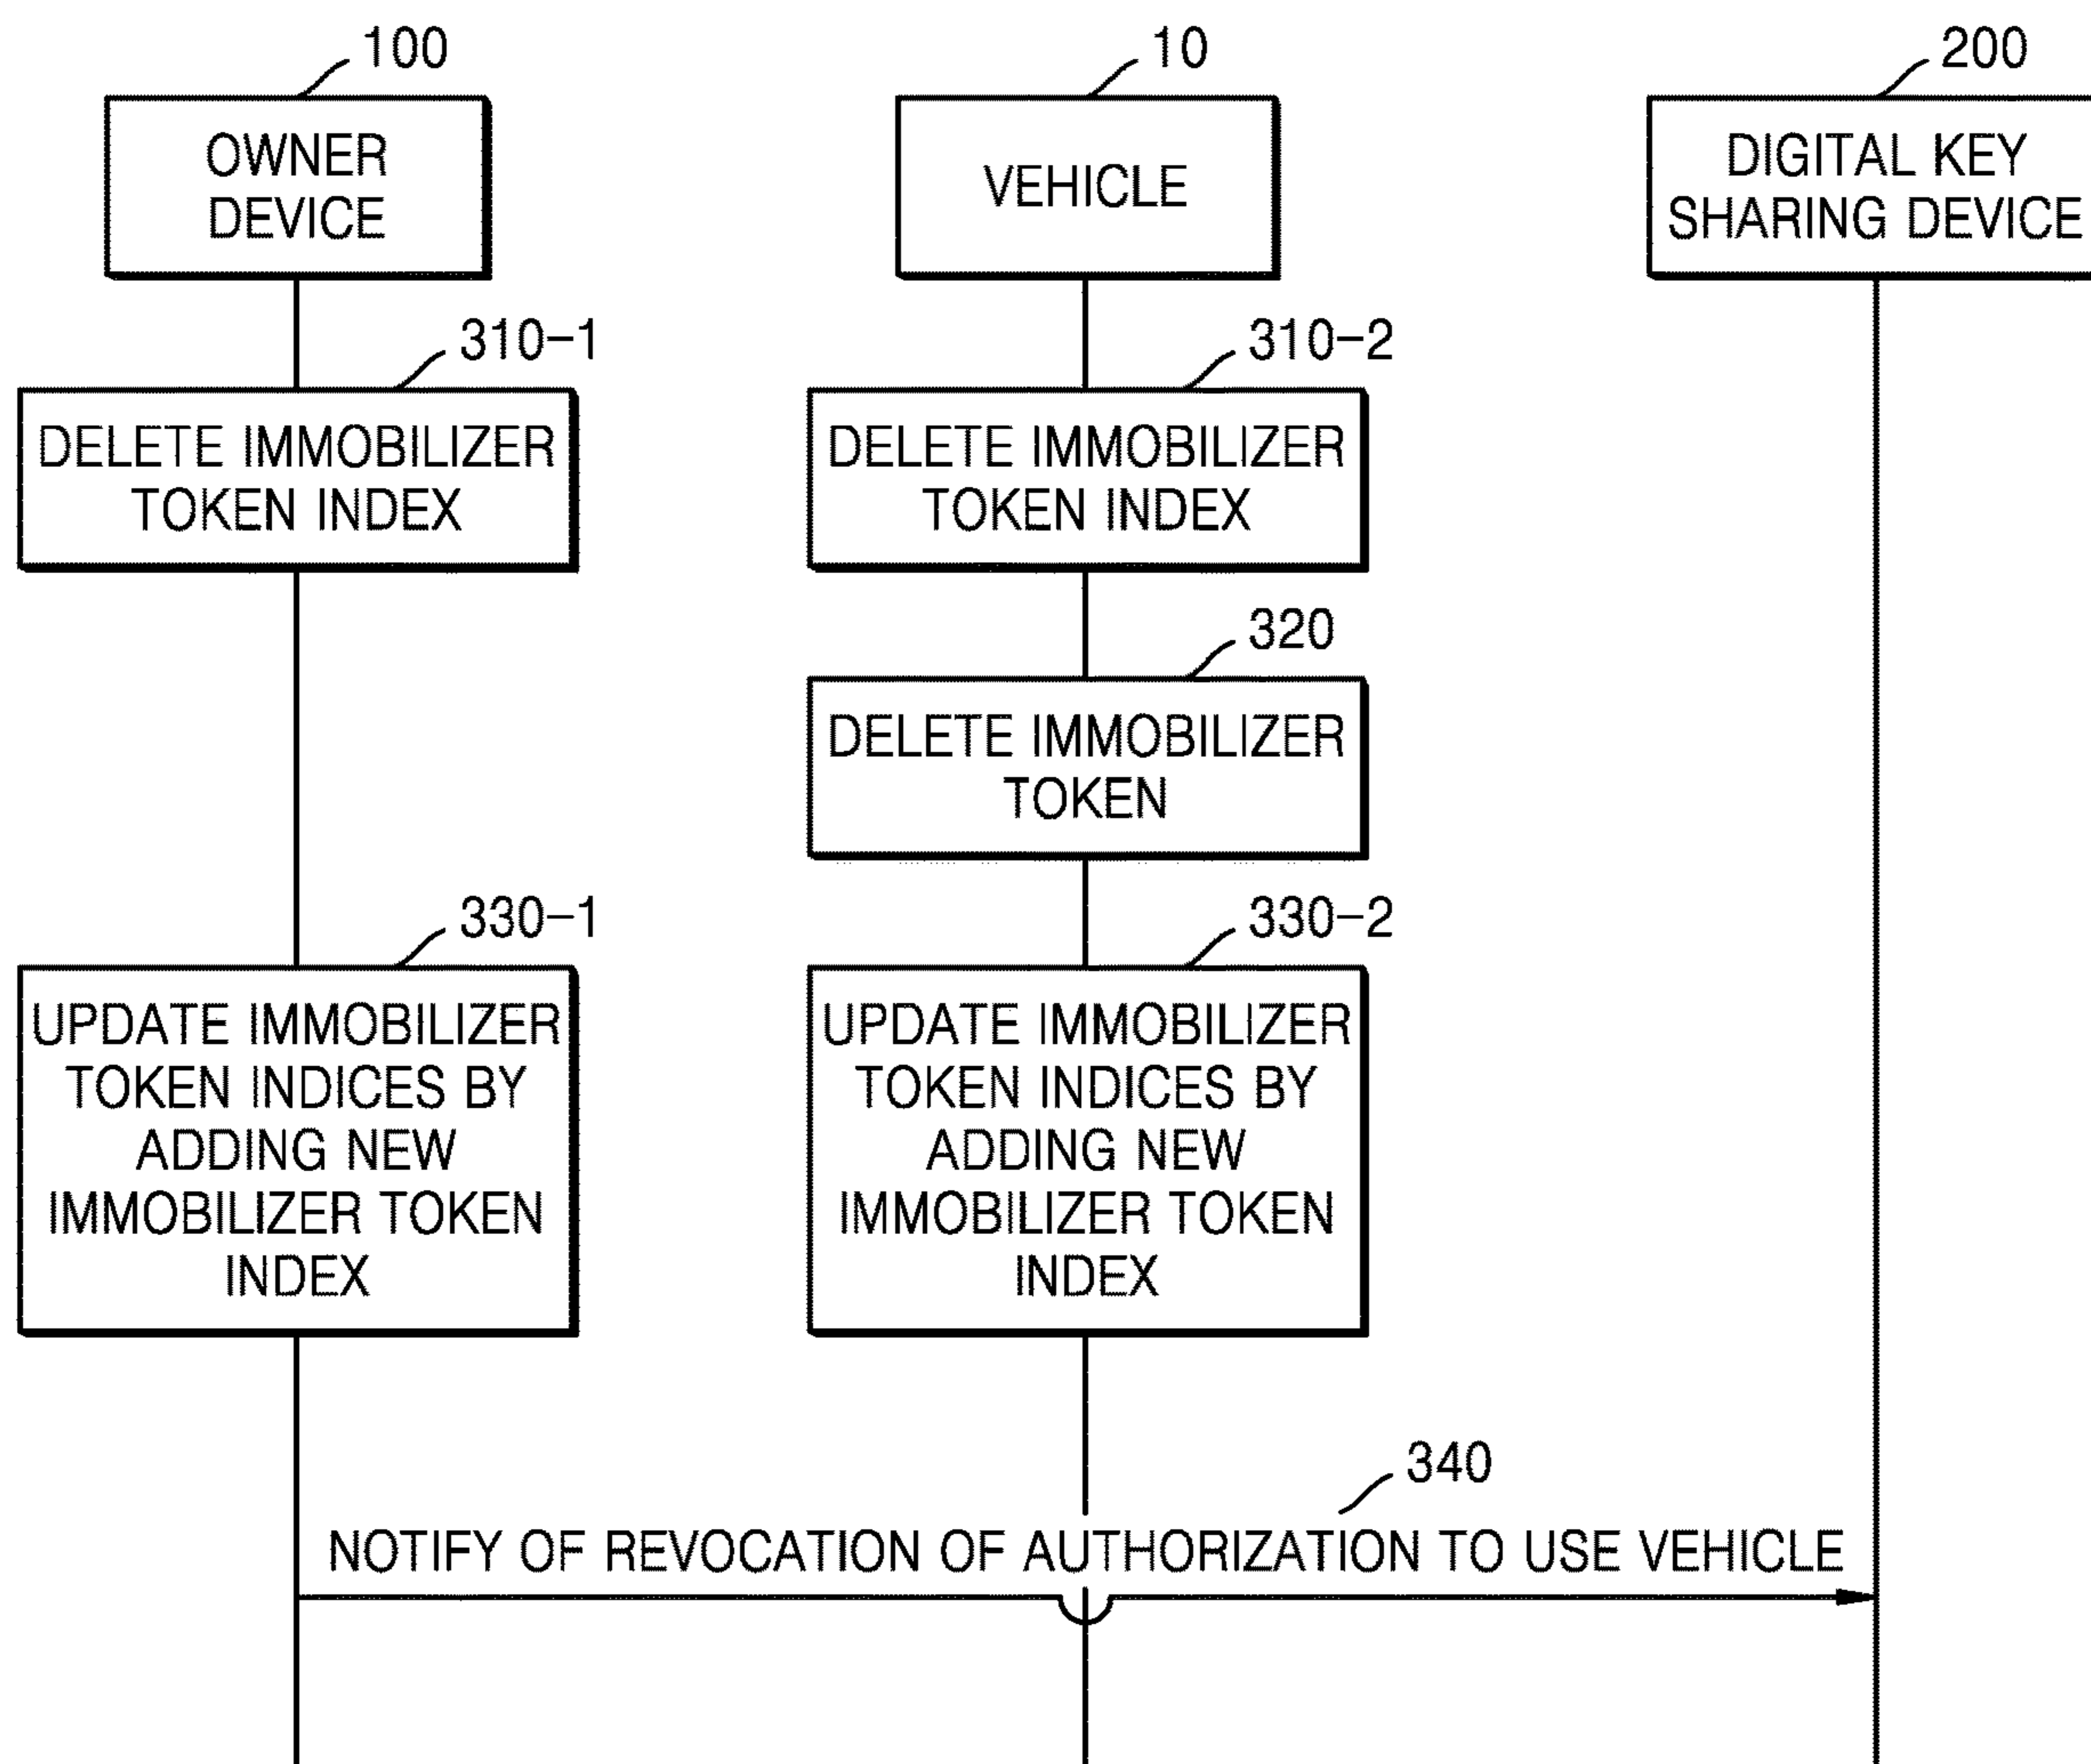 100
10
200
OWNER
DEVICE
VEHICLE
DIGITAL KEY
SHARING DEVICE
310-1
310-2
DELETE IMMOBILIZER
TOKEN INDEX
DELETE IMMOBILIZER
TOKEN INDEX
320
DELETE IMMOBILIZER
TOKEN
330-1
330-2
UPDATE IMMOBILIZER
TOKEN INDICES BY
ADDING NEW
IMMOBILIZER TOKEN
INDEX
UPDATE IMMOBILIZER
TOKEN INDICES BY
ADDING NEW
IMMOBILIZER TOKEN
INDEX
340
NOTIFY OF REVOCATION OF AUTHORIZATION TO USE VEHICLE